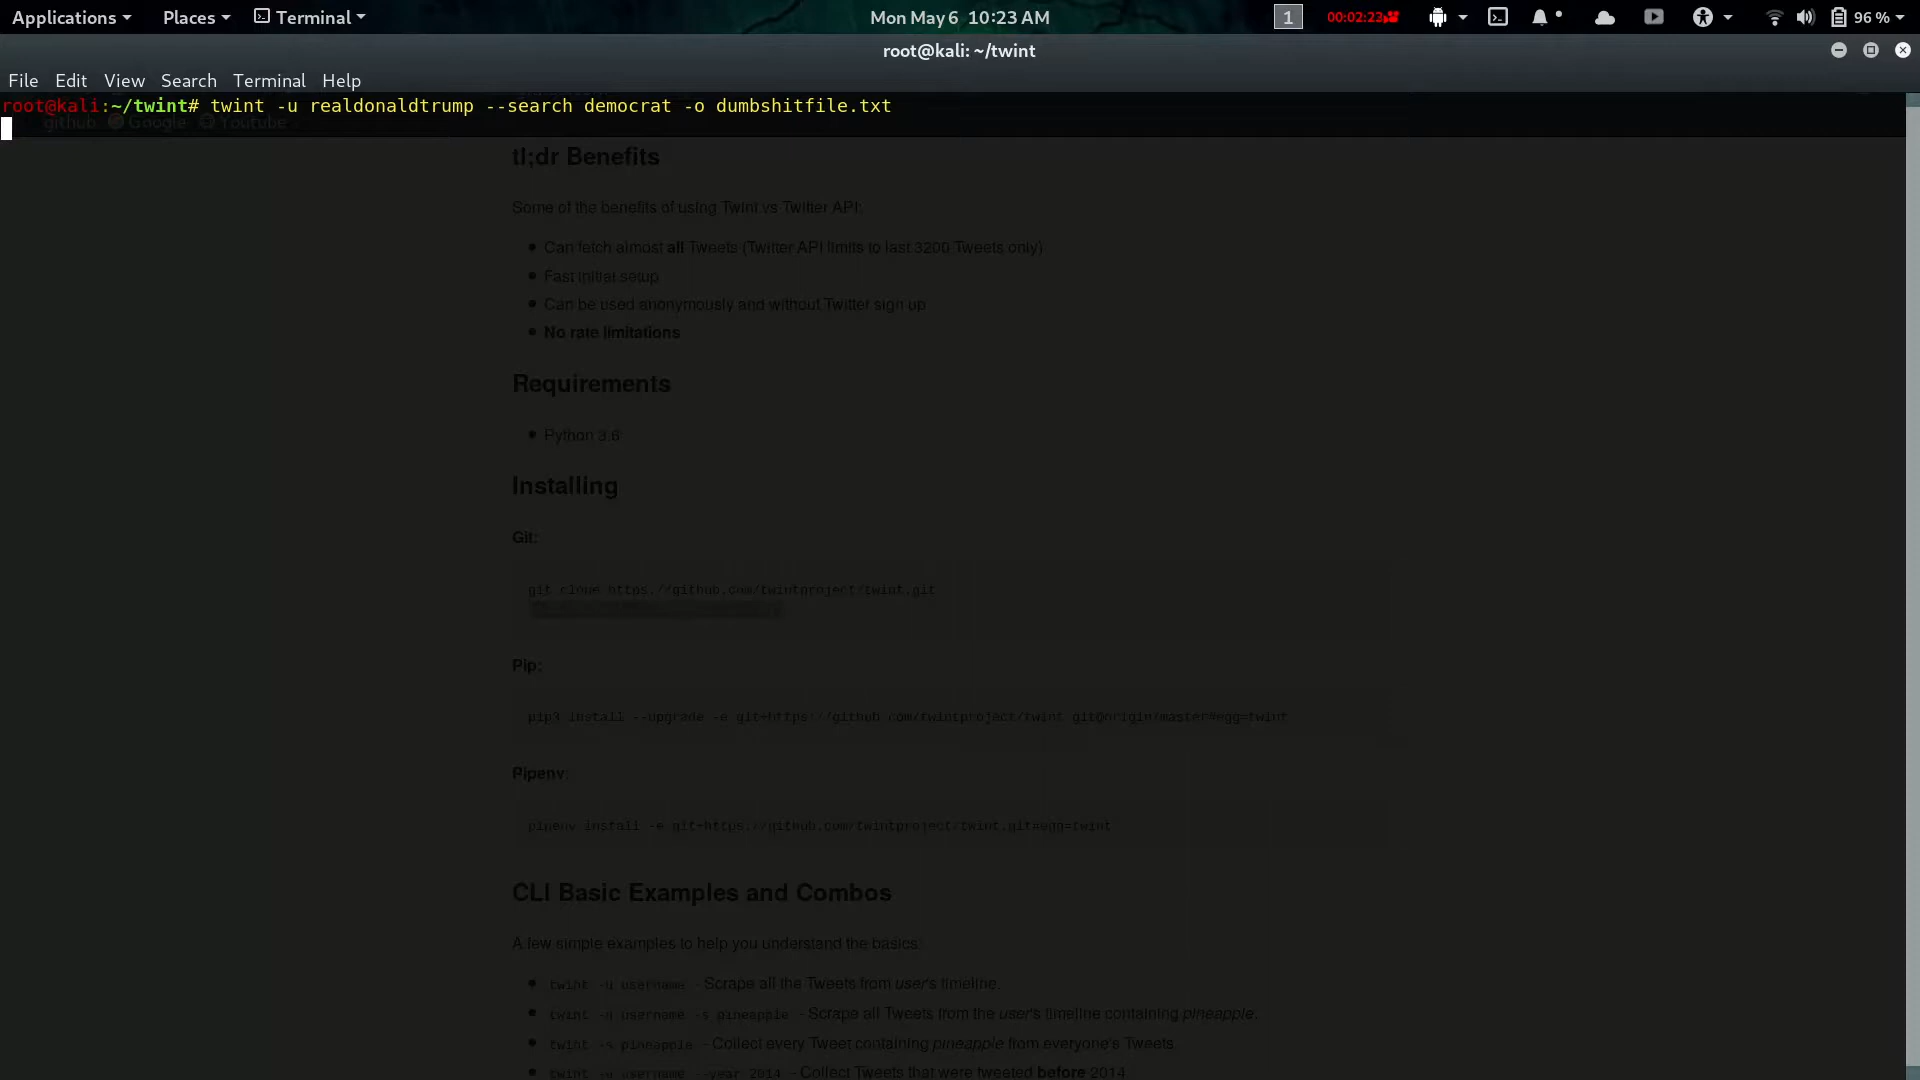 Applications Places Terminal Mon May 6 10:23 AM 1 00:02:23 96 %
root@kali: ~/twint
File Edit View Search Terminal Help
root@kali:~/twint# twint -u realdonaldtrump --search democrat -o dumbshitfile.txt
github Google Youtube
tl;dr Benefits
Some of the benefits of using Twint vs Twitter API:
Can fetch almost all Tweets (Twitter API limits to last 3200 Tweets only)
Fast initial setup
Can be used anonymously and without Twitter sign up
No rate limitations
Requirements
Python 3.6
Installing
Git:
git clone https://github.com/twintproject/twint.git
Pip:
pip3 install --upgrade -e git+https://github.com/twintproject/twint.git@origin/master#egg=twint
Pipenv:
pipenv install -e git+https://github.com/twintproject/twint.git#egg=twint
CLI Basic Examples and Combos
A few simple examples to help you understand the basics:
twint -u username - Scrape all the Tweets from user's timeline.
twint -u username -s pineapple - Scrape all Tweets from the user's timeline containing pineapple.
twint -s pineapple - Collect every Tweet containing pineapple from everyone's Tweets.
twint -u username --year 2014 - Collect Tweets that were tweeted before 2014.